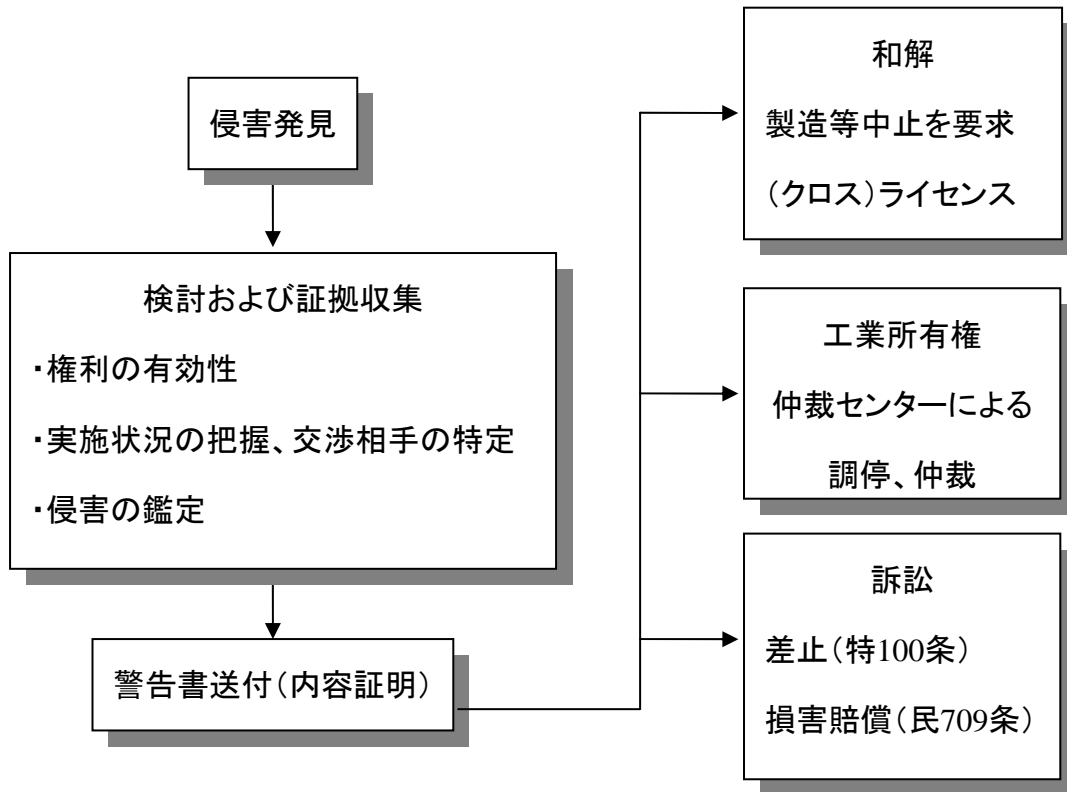 侵害発見
検討および証拠収集
・権利の有効性
・実施状況の把握、交渉相手の特定
・侵害の鑑定
警告書送付（内容証明）
和解
製造等中止を要求
（クロス）ライセンス
工業所有権
仲裁センターによる
調停、仲裁
訴訟
差止（特100条）
損害賠償（民709条）